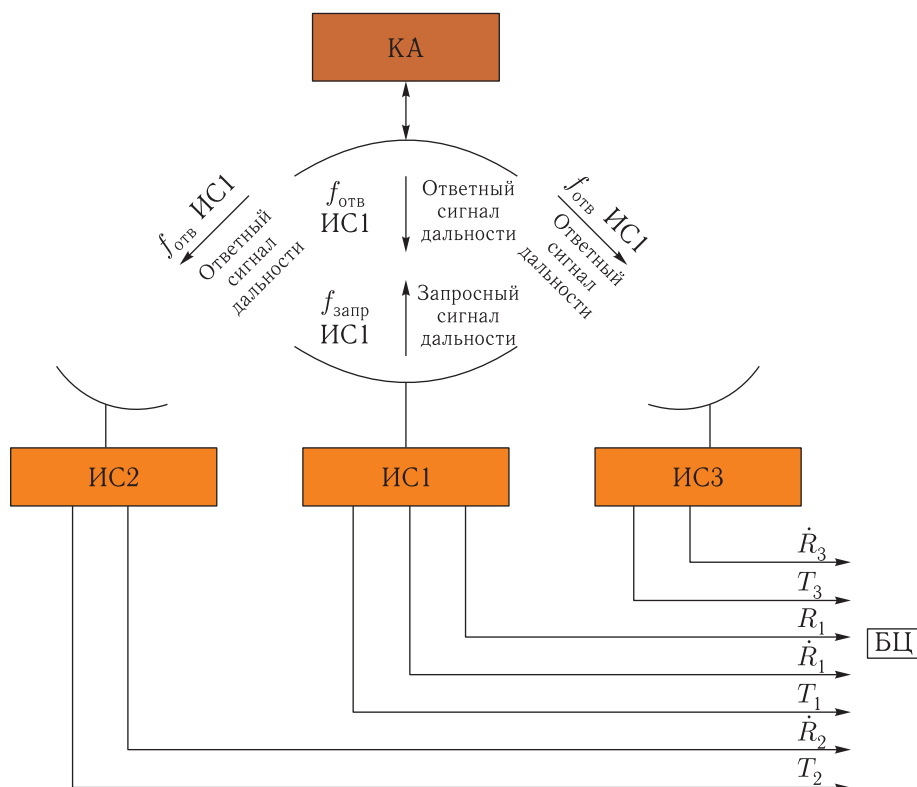 КА
f отв ИС1
Ответный
сигнал
дальности
f отв
ИС1
Ответный
сигнал
дальности
f отв ИС1
Ответный
сигнал
дальности
f запр
ИС1
Запросный
сигнал
дальности
ИС2
ИС1
ИС3
Ṙ₃
T₃
R₁
БЦ
Ṙ₁
T₁
Ṙ₂
T₂